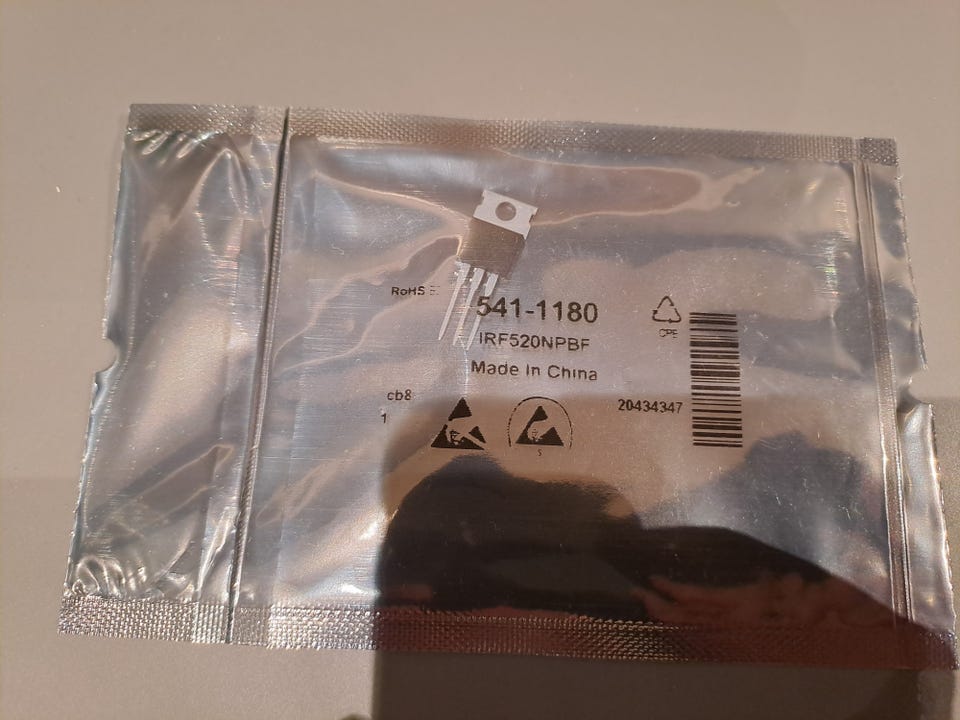 RoHS
541-1180
IRF520NPBF
Made in China
CPE
cb8
1
20434347
S